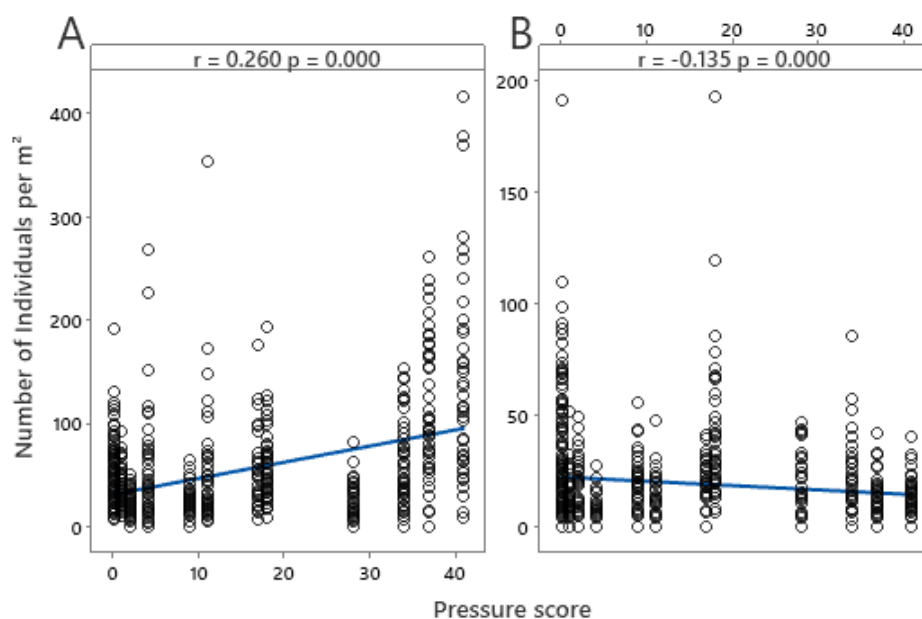 A
r = 0.260 p = 0.000
B
0 10 20 30 40
r = -0.135 p = 0.000
Number of Individuals per m²
400
300
200
100
0
200
150
100
50
0
0 10 20 30 40
Pressure score